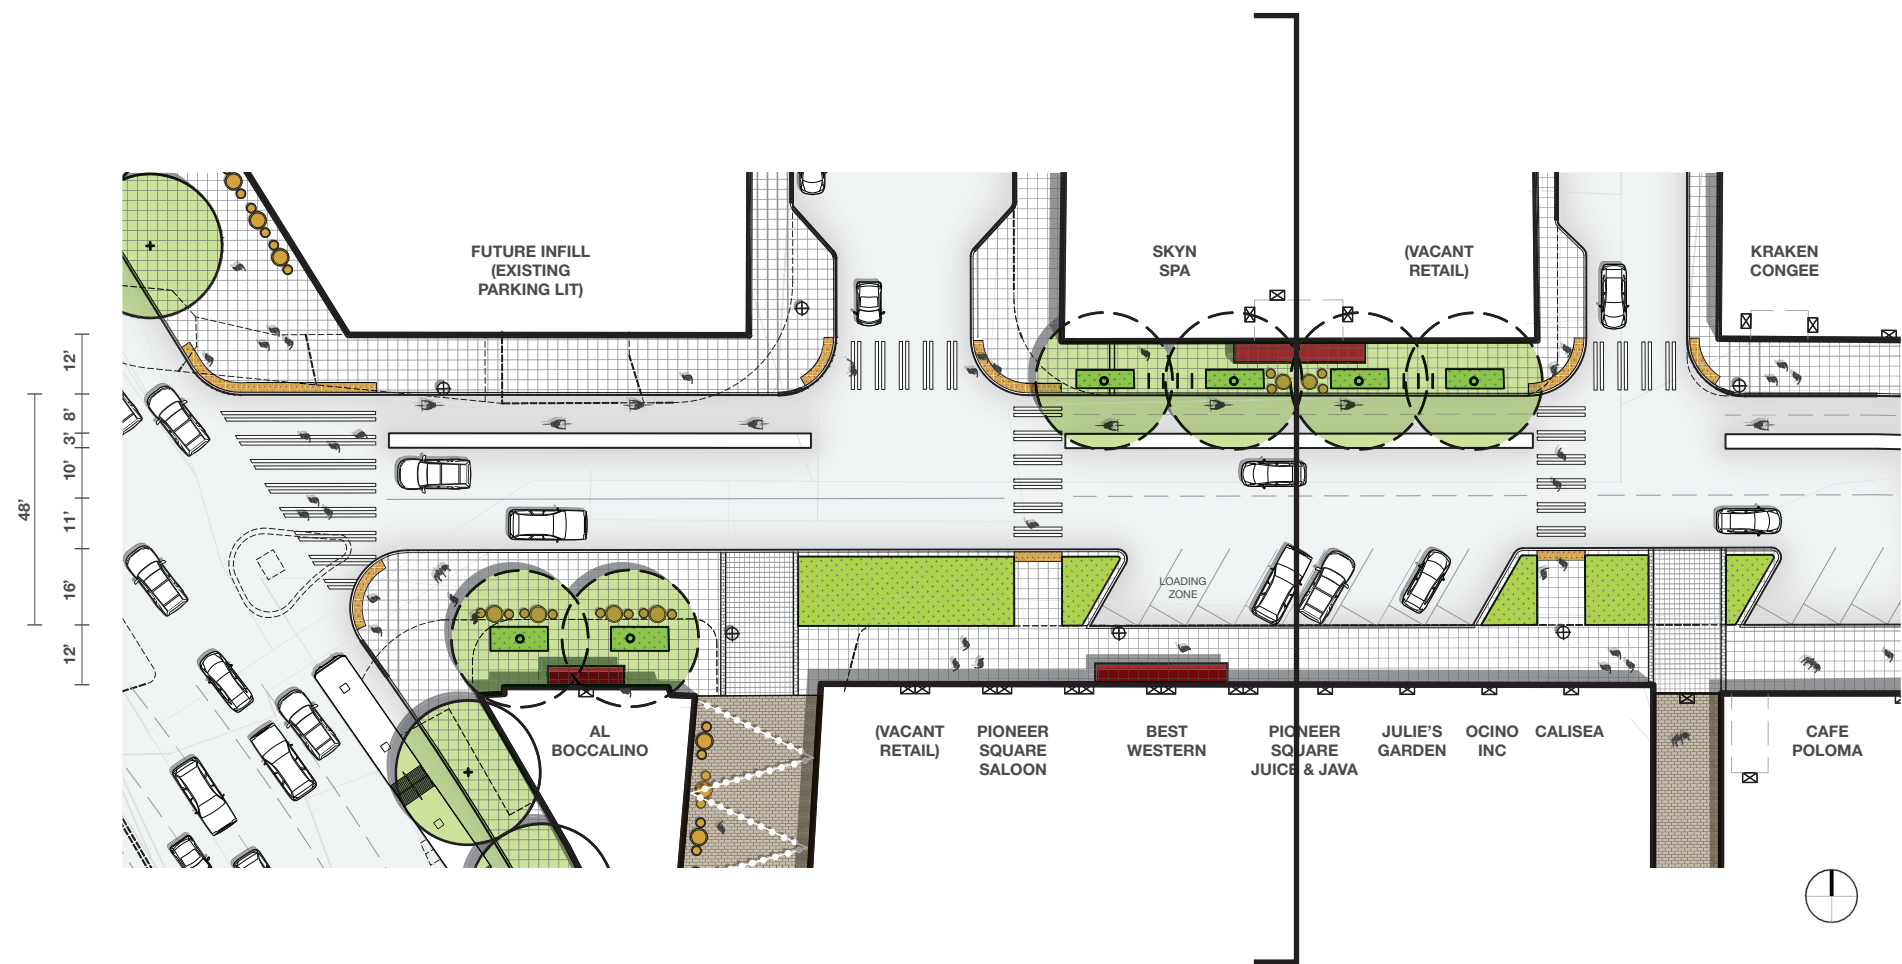 FUTURE INFILL
(EXISTING
PARKING LIT)
SKYN
SPA
(VACANT
RETAIL)
KRAKEN
CONGEE
12'
8'
3'
10'
11'
16'
12'
48'
LOADING
ZONE
AL
BOCCALINO
(VACANT
RETAIL)
PIONEER
SQUARE
SALOON
BEST
WESTERN
PIONEER
SQUARE
JUICE & JAVA
JULIE'S
GARDEN
OCINO
INC
CALISEA
CAFE
POLOMA